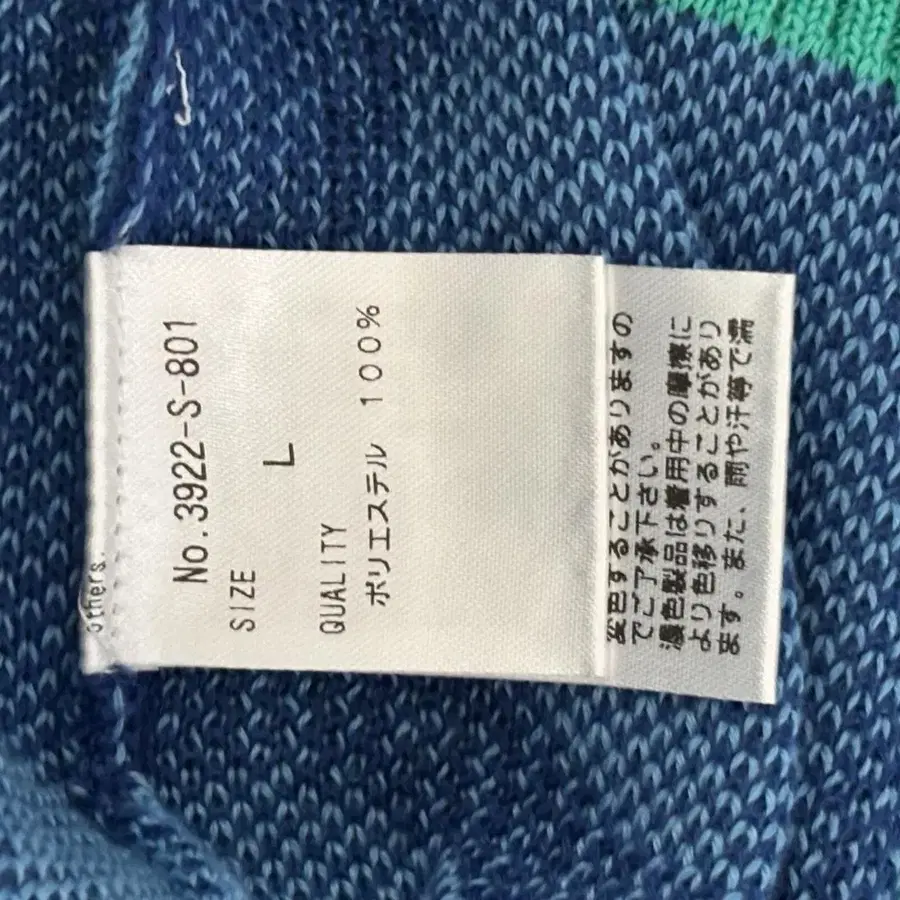 others.
No.3922-S-801
SIZE
L
QUALITY
ポリエステル 100%
変色することがありますの
でご了承下さい。
濃色製品は着用中の摩擦に
より色移りすることがあり
ます。また、雨や汗等で濡